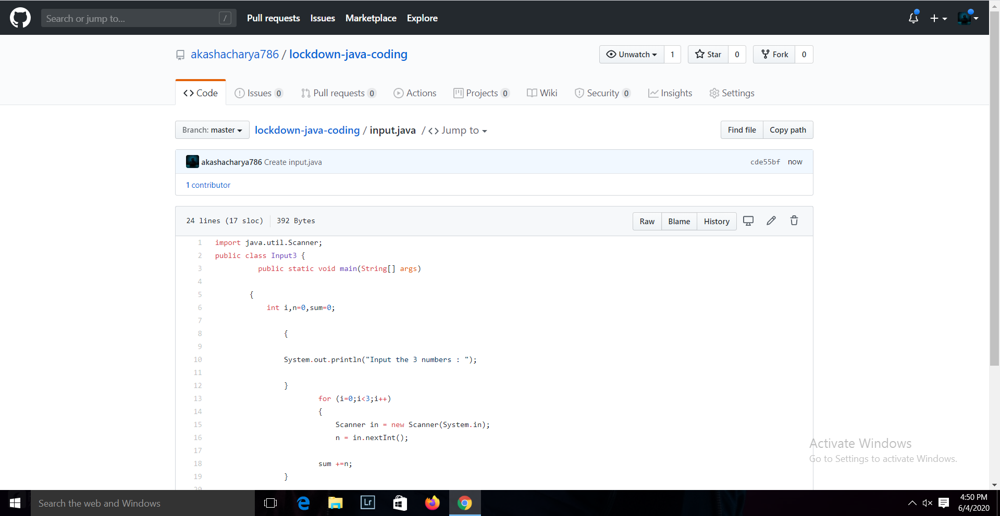 Search or jump to... / Pull requests Issues Marketplace Explore
akashacharya786 / lockdown-java-coding Unwatch 1 Star 0 Fork 0
Code Issues 0 Pull requests 0 Actions Projects 0 Wiki Security 0 Insights Settings
Branch: master lockdown-java-coding / input.java / Jump to Find file Copy path
akashacharya786 Create input.java cde55bf now
1 contributor
24 lines (17 sloc) 392 Bytes Raw Blame History
1 import java.util.Scanner;
2 public class Input3 {
3 public static void main(String[] args)
4
5 {
6 int i,n=0,sum=0;
7
8 {
9
10 System.out.println("Input the 3 numbers : ");
11
12 }
13 for (i=0;i<3;i++)
14 {
15 Scanner in = new Scanner(System.in);
16 n = in.nextInt();
17
18 sum +=n;
19 }
20
Activate Windows
Go to Settings to activate Windows.
Search the web and Windows Lr 4:50 PM
6/4/2020